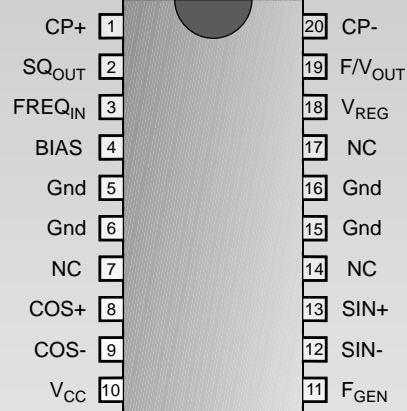 CP+ 1 20 CP-
SQOUT 2 19 F/VOUT
FREQIN 3 18 VREG
BIAS 4 17 NC
Gnd 5 16 Gnd
Gnd 6 15 Gnd
NC 7 14 NC
COS+ 8 13 SIN+
COS- 9 12 SIN-
VCC 10 11 FGEN